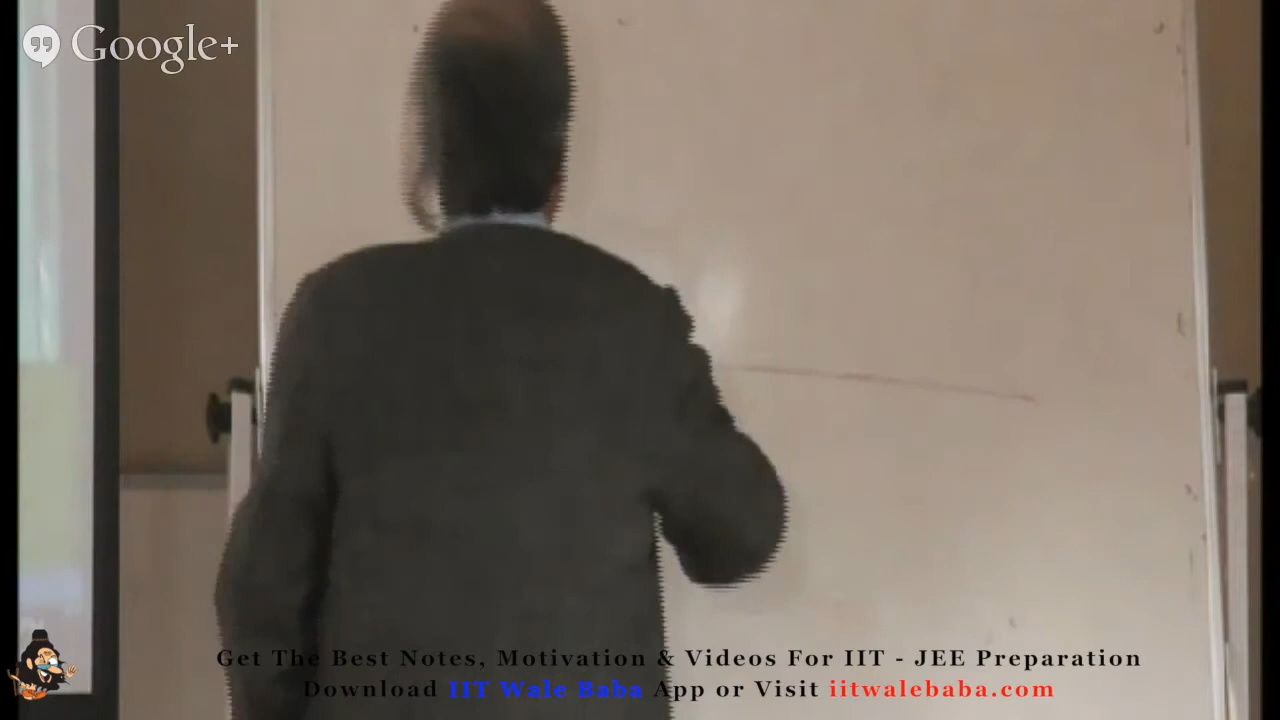 Google+
Get The Best Notes, Motivation & Videos For IIT - JEE Preparation
Download IIT Wale Baba App or Visit iitwalebaba.com